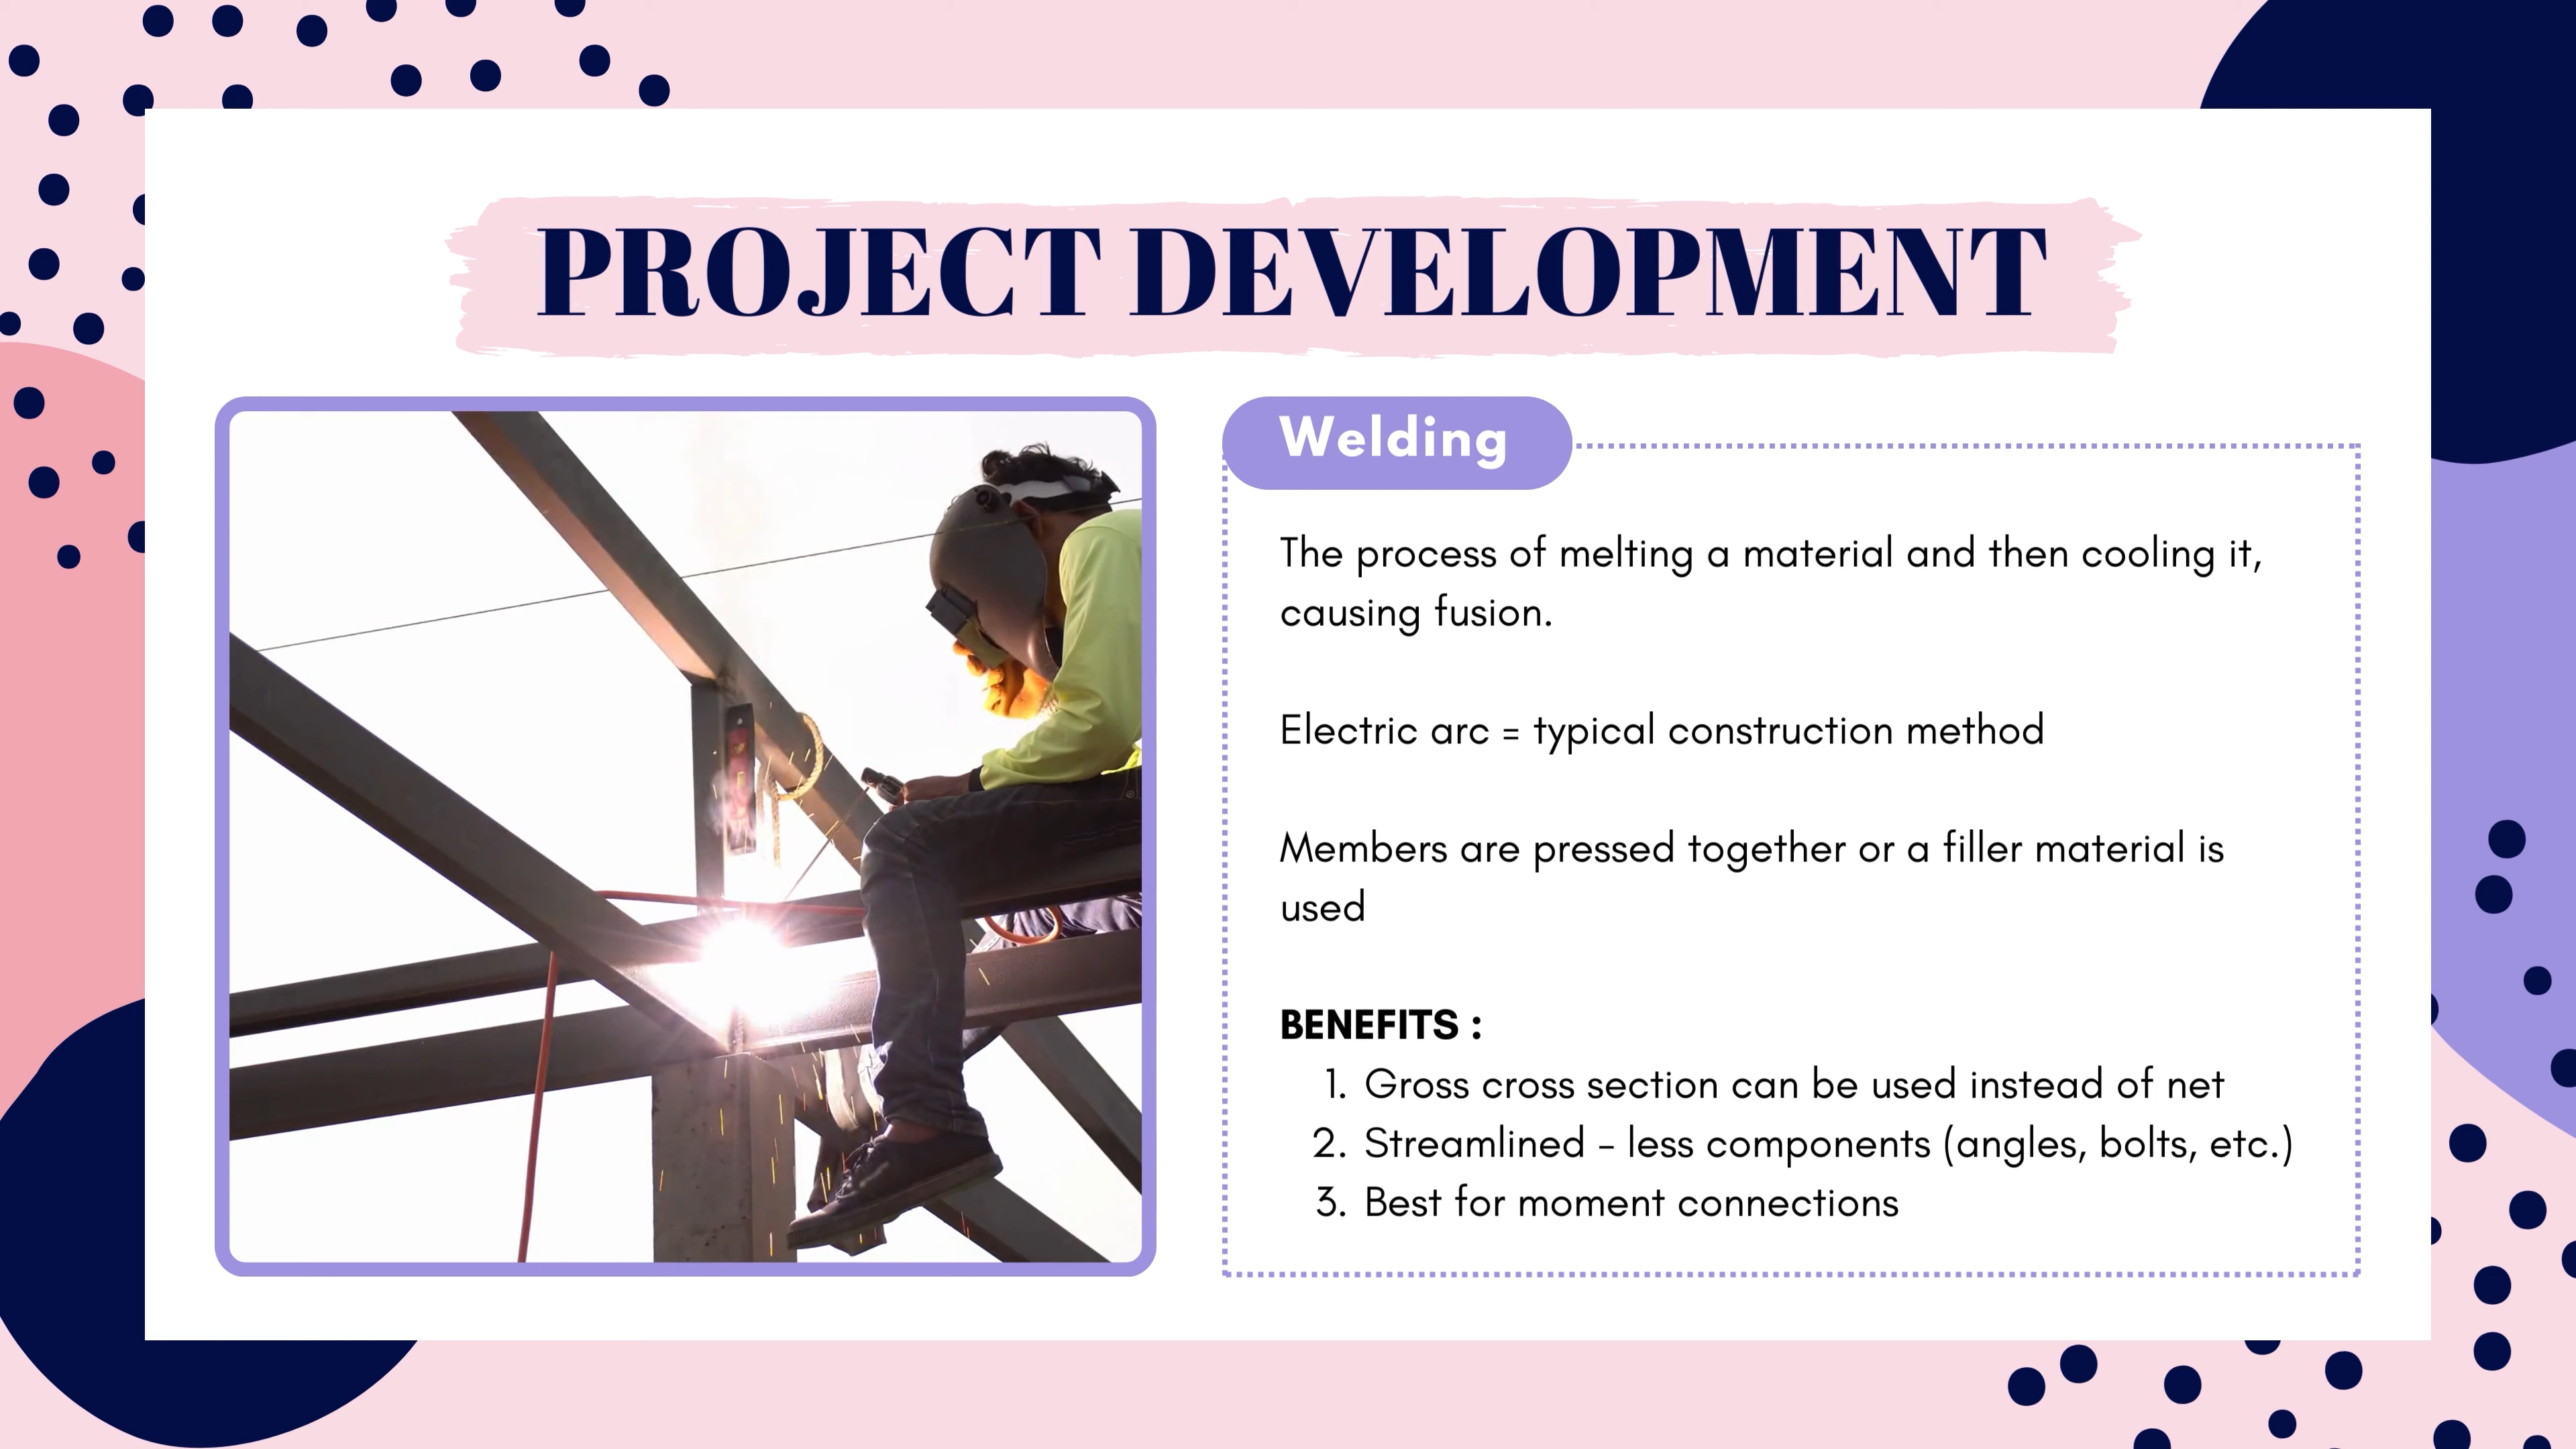 PROJECT DEVELOPMENT
Welding
The process of melting a material and then cooling it,
causing fusion.
Electric arc = typical construction method
Members are pressed together or a filler material is
used
BENEFITS :
1. Gross cross section can be used instead of net
2. Streamlined - less components (angles, bolts, etc.)
3. Best for moment connections